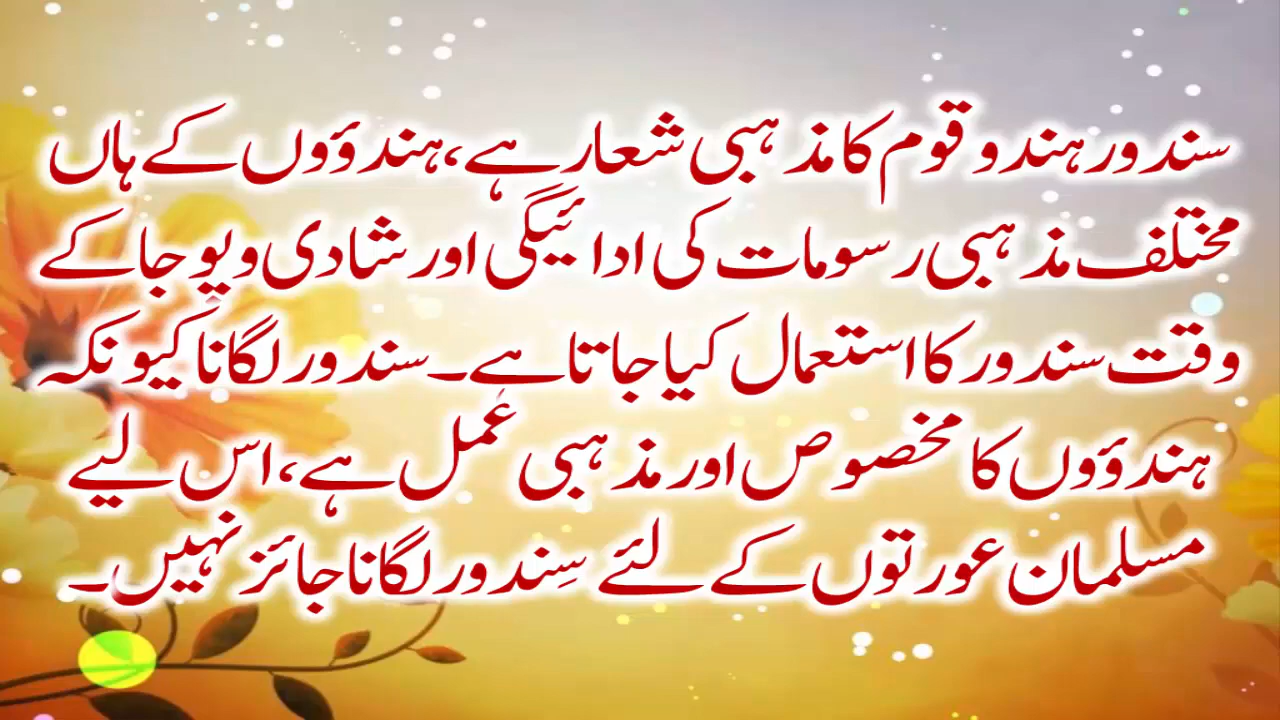 سندور ہندو قوم کا مذہبی شعار ہے، ہندوؤں کے ہاں
مختلف مذہبی رسومات کی ادائیگی اور شادی و پوجا کے
وقت سندور کا استعمال کیا جاتا ہے۔ سندور لگانا کیونکہ
ہندوؤں کا مخصوص اور مذہبی عمل ہے، اس لیے
مسلمان عورتوں کے لئے سِندور لگانا جائز نہیں۔